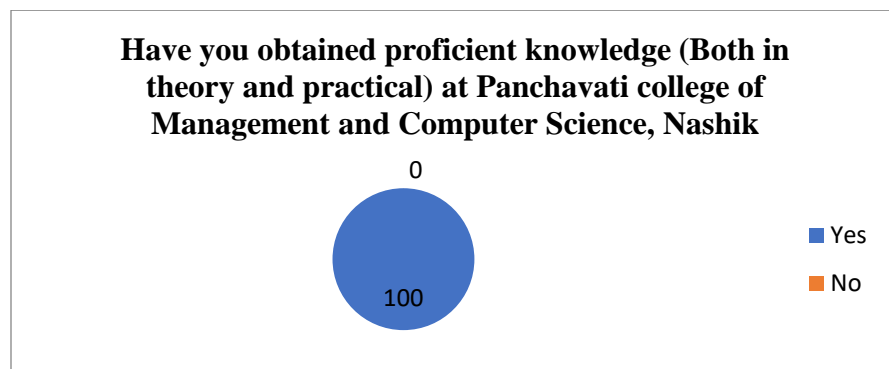 Have you obtained proficient knowledge (Both in
theory and practical) at Panchavati college of
Management and Computer Science, Nashik
0
100
Yes
No